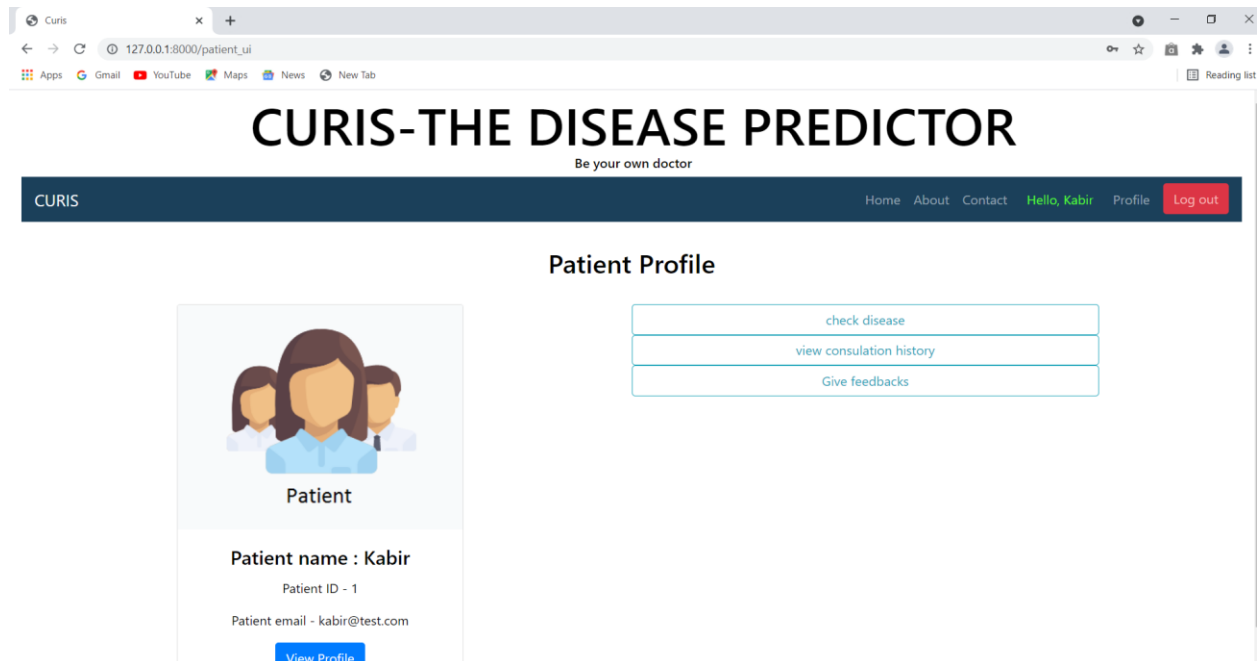 Curis
127.0.0.1:8000/patient_ui
Apps Gmail YouTube Maps News New Tab Reading list
CURIS-THE DISEASE PREDICTOR
Be your own doctor
CURIS Home About Contact Hello, Kabir Profile Log out
Patient Profile
check disease
view consulation history
Give feedbacks
Patient
Patient name : Kabir
Patient ID - 1
Patient email - kabir@test.com
View Profile